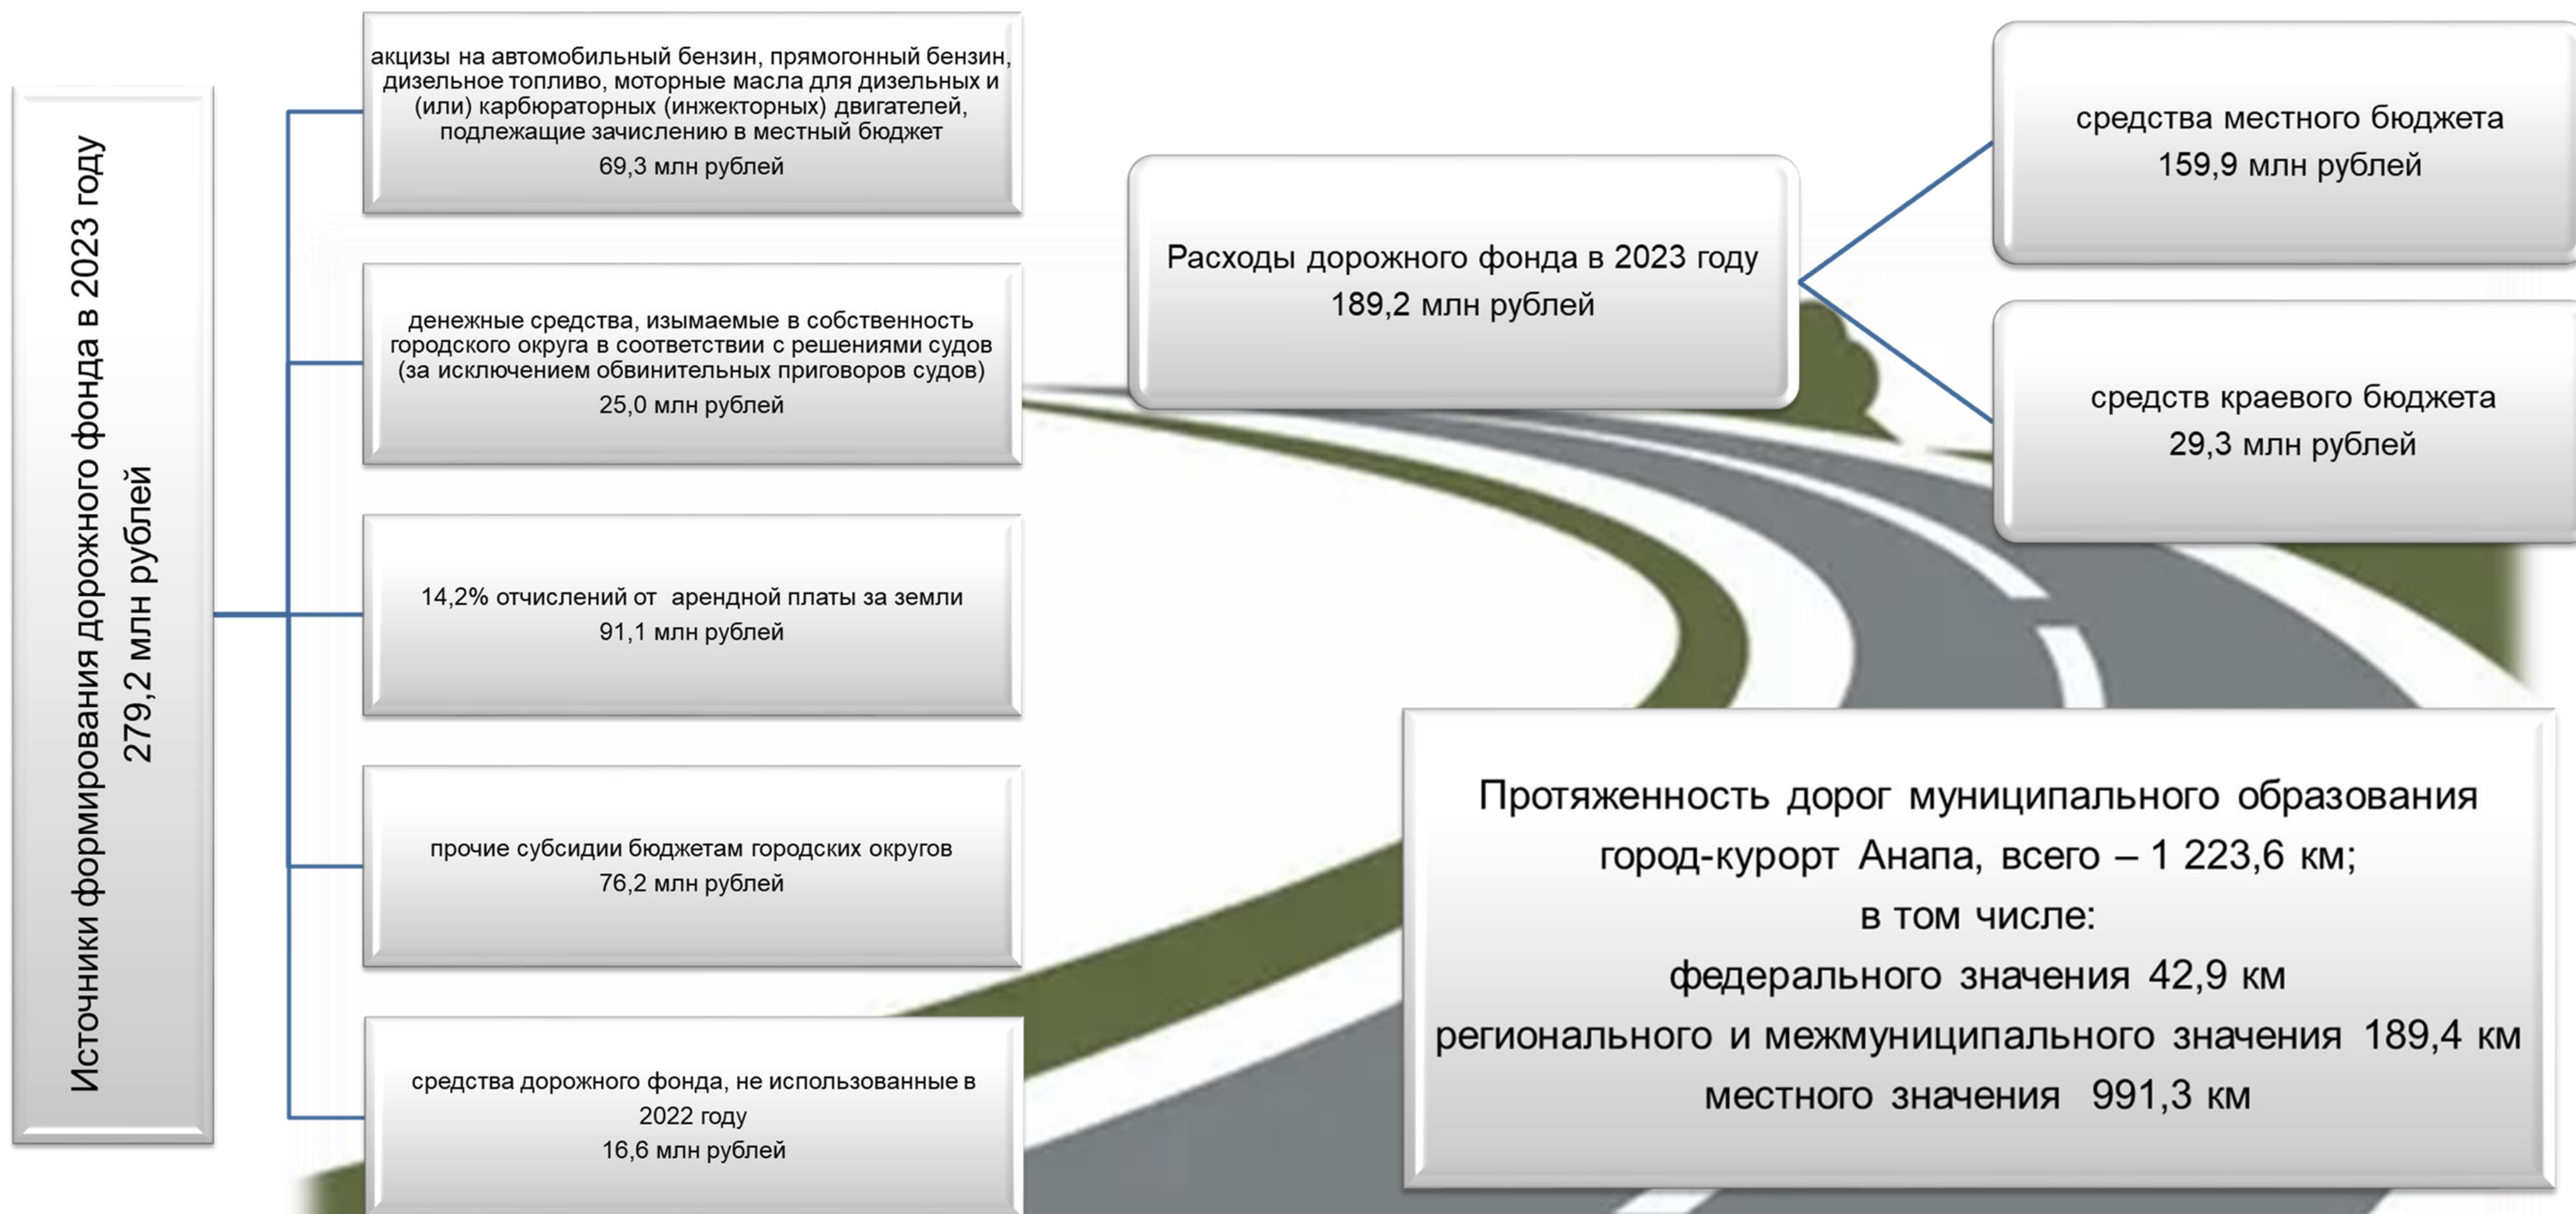 Источники формирования дорожного фонда в 2023 году
279,2 млн рублей
акцизы на автомобильный бензин, прямогонный бензин,
дизельное топливо, моторные масла для дизельных и
(или) карбюраторных (инжекторных) двигателей,
подлежащие зачислению в местный бюджет
69,3 млн рублей
денежные средства, изымаемые в собственность
городского округа в соответствии с решениями судов
(за исключением обвинительных приговоров судов)
25,0 млн рублей
14,2% отчислений от арендной платы за земли
91,1 млн рублей
прочие субсидии бюджетам городских округов
76,2 млн рублей
средства дорожного фонда, не использованные в
2022 году
16,6 млн рублей
Расходы дорожного фонда в 2023 году
189,2 млн рублей
средства местного бюджета
159,9 млн рублей
средств краевого бюджета
29,3 млн рублей
Протяженность дорог муниципального образования
город-курорт Анапа, всего – 1 223,6 км;
в том числе:
федерального значения 42,9 км
регионального и межмуниципального значения 189,4 км
местного значения 991,3 км